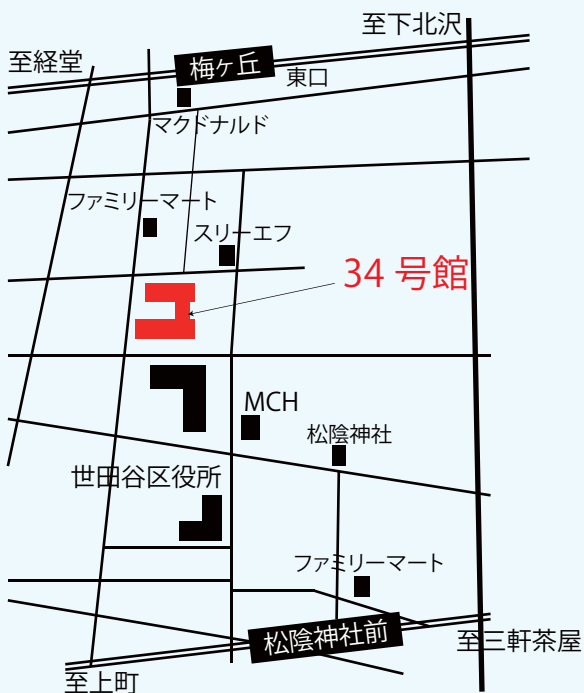 至下北沢
至経堂
梅ヶ丘
東口
マクドナルド
ファミリーマート
スリーエフ
34 号館
MCH
松陰神社
世田谷区役所
ファミリーマート
松陰神社前
至三軒茶屋
至上町